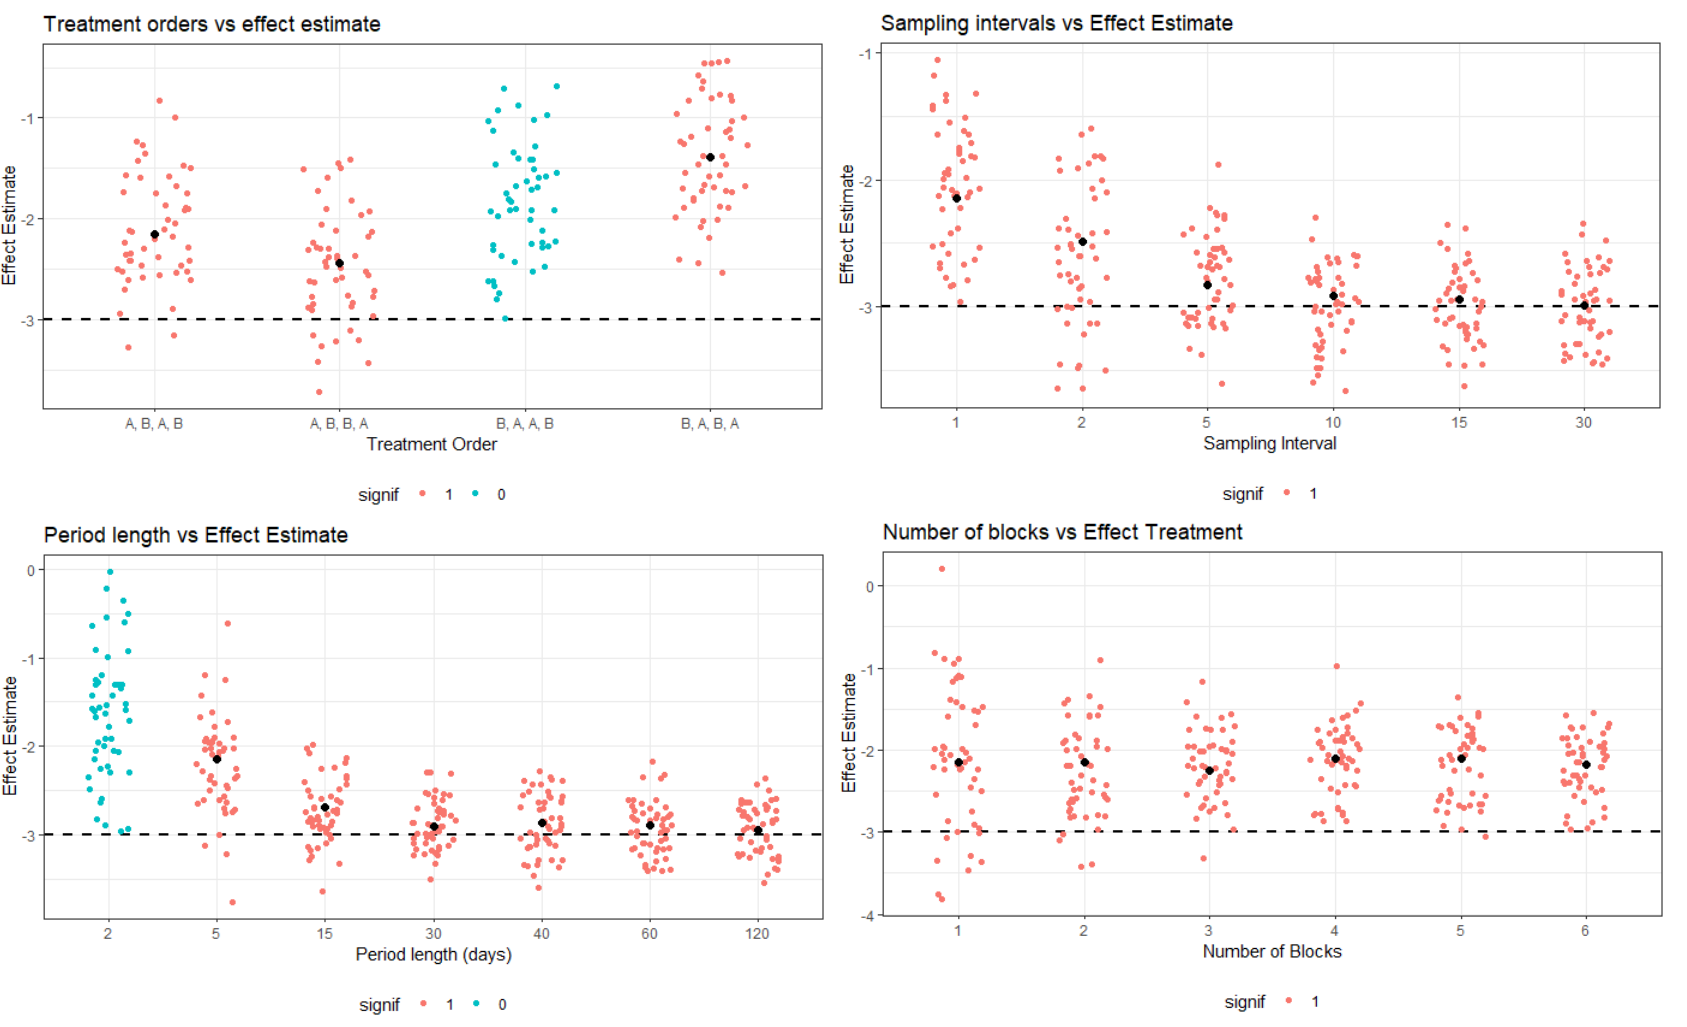 Treatment orders vs effect estimate
Effect Estimate
-1
-2
-3
A, B, A, B
A, B, B, A
B, A, A, B
B, A, B, A
Treatment Order
signif 1 0
Sampling intervals vs Effect Estimate
Effect Estimate
-1
-2
-3
1 2 5 10 15 30
Sampling Interval
signif 1
Period length vs Effect Estimate
Effect Estimate
0
-1
-2
-3
2 5 15 30 40 60 120
Period length (days)
signif 1 0
Number of blocks vs Effect Treatment
Effect Estimate
0
-1
-2
-3
-4
1 2 3 4 5 6
Number of Blocks
signif 1